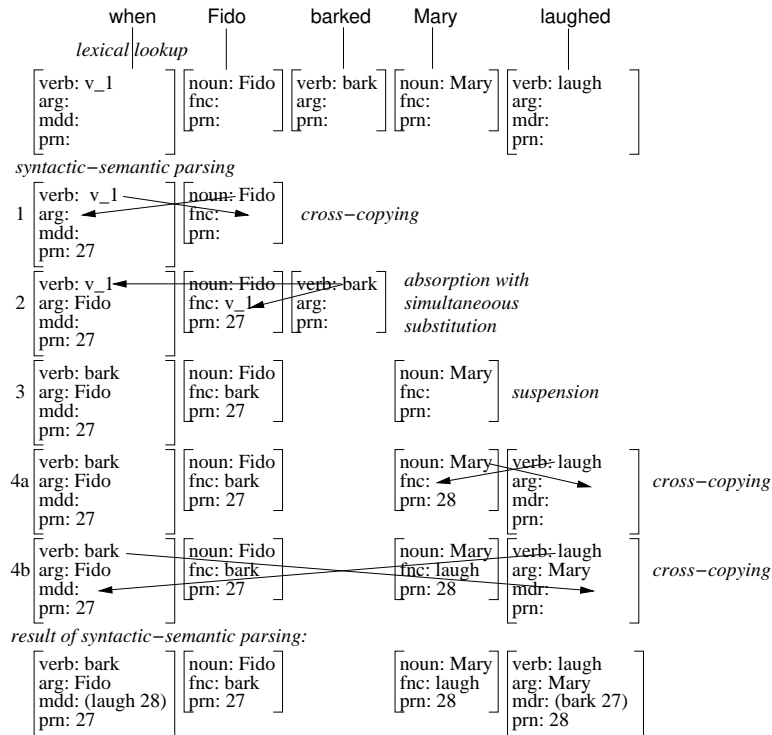 when Fido barked Mary laughed
lexical lookup
verb: v_1 noun: Fido verb: bark noun: Mary verb: laugh
arg: fnc: arg: fnc: arg:
mdd: prn: prn: prn: mdr:
prn: prn:
syntactic−semantic parsing
verb: v_1 noun: Fido
1 arg: fnc: cross−copying
mdd: prn:
prn: 27
verb: v_1 noun: Fido verb: bark absorption with
2 arg: Fido fnc: v_1 arg: simultaneoous
mdd: prn: 27 prn: substitution
prn: 27
verb: bark noun: Fido noun: Mary
3 arg: Fido fnc: bark fnc: suspension
mdd: prn: 27 prn:
prn: 27
verb: bark noun: Fido noun: Mary verb: laugh
4a arg: Fido fnc: bark fnc: arg: cross−copying
mdd: prn: 27 prn: 28 mdr:
prn: 27 prn:
verb: bark noun: Fido noun: Mary verb: laugh
4b arg: Fido fnc: bark fnc: laugh arg: Mary cross−copying
mdd: prn: 27 prn: 28 mdr:
prn: 27 prn:
result of syntactic−semantic parsing:
verb: bark noun: Fido noun: Mary verb: laugh
arg: Fido fnc: bark fnc: laugh arg: Mary
mdd: (laugh 28) prn: 27 prn: 28 mdr: (bark 27)
prn: 27 prn: 28